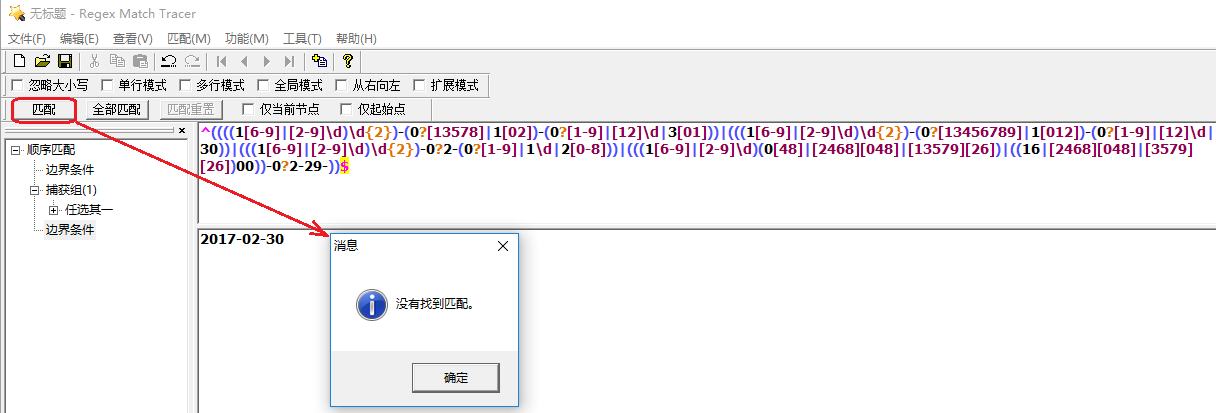 无标题 - Regex Match Tracer
文件(F) 编辑(E) 查看(V) 匹配(M) 功能(M) 工具(T) 帮助(H)
忽略大小写 单行模式 多行模式 全局模式 从右向左 扩展模式
匹配 全部匹配 匹配重置 仅当前节点 仅起始点
顺序匹配
边界条件
捕获组(1)
任选其一
边界条件
^((((1[6-9]|[2-9]\d)\d{2})-(0?[13578]|1[02])-(0?[1-9]|[12]\d|3[01]))|(((1[6-9]|[2-9]\d)\d{2})-(0?[13456789]|1[012])-(0?[1-9]|[12]\d|
30))|(((1[6-9]|[2-9]\d)\d{2})-0?2-(0?[1-9]|1\d|2[0-8]))|(((1[6-9]|[2-9]\d)(0[48]|[2468][048]|[13579][26])|((16|[2468][048]|[3579]
[26])00))-0?2-29-))$
2017-02-30
消息
没有找到匹配。
确定